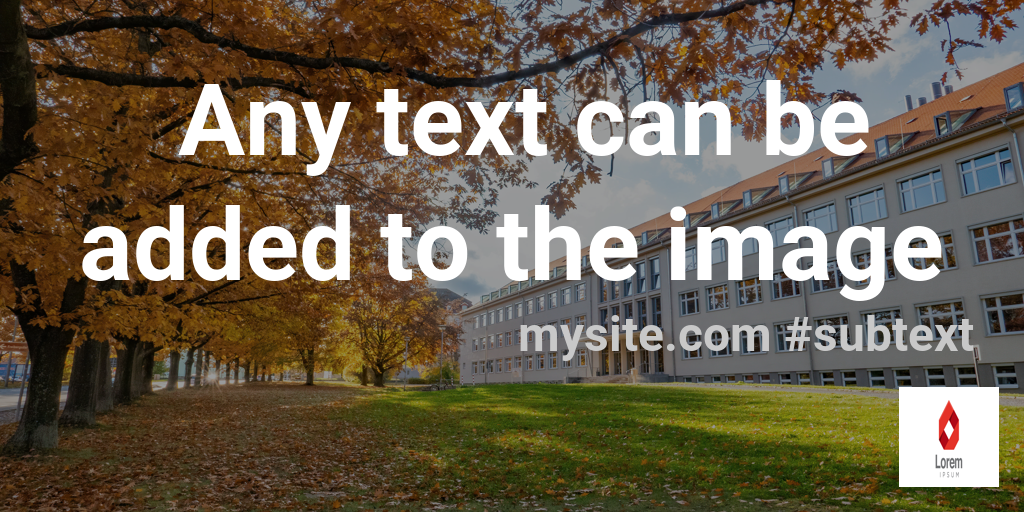 Any text can be
added to the image
mysite.com #subtext
Lorem
IPSUM